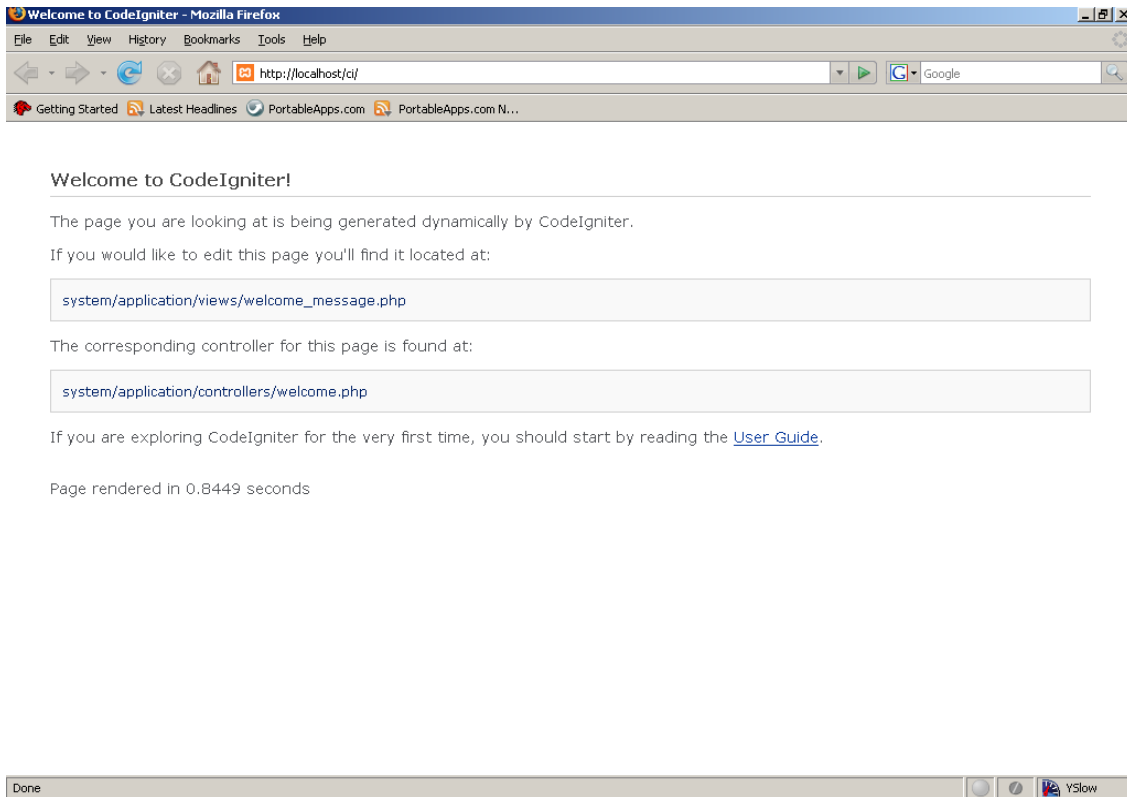 Welcome to CodeIgniter - Mozilla Firefox
File Edit View History Bookmarks Tools Help
http://localhost/ci/
G Google
Getting Started Latest Headlines PortableApps.com PortableApps.com N...
Welcome to CodeIgniter!
The page you are looking at is being generated dynamically by CodeIgniter.
If you would like to edit this page you'll find it located at:
system/application/views/welcome_message.php
The corresponding controller for this page is found at:
system/application/controllers/welcome.php
If you are exploring CodeIgniter for the very first time, you should start by reading the User Guide.
Page rendered in 0.8449 seconds
Done YSlow